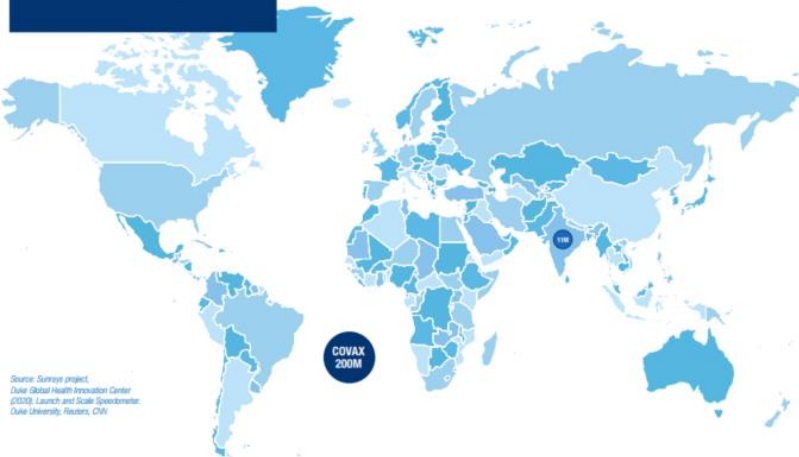 11M
COVAX
200M
Source: Sunreys project,
Duke Global Health Innovation Center
(2020). Launch and Scale Speedometer.
Duke University, Reuters, CNN